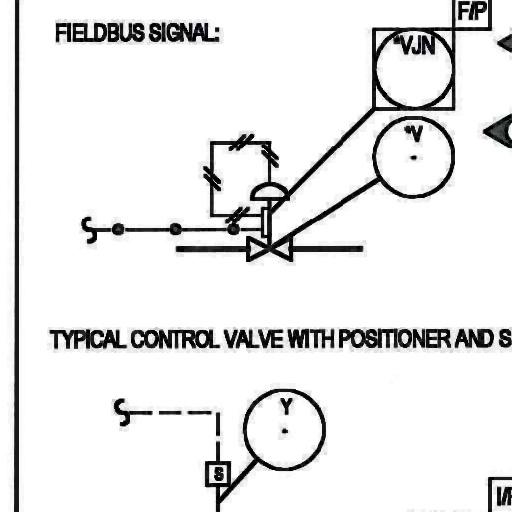 F/P
FIELDBUS SIGNAL:
*VJN
*V
TYPICAL CONTROL VALVE WITH POSITIONER AND S
Y
S
I/P